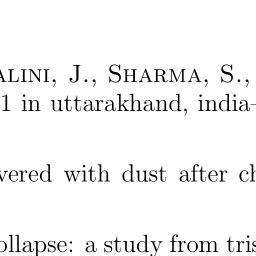 ALINI, J., SHARMA, S.,
1 in uttarakhand, india-
vered with dust after ch
ollapse: a study from tris